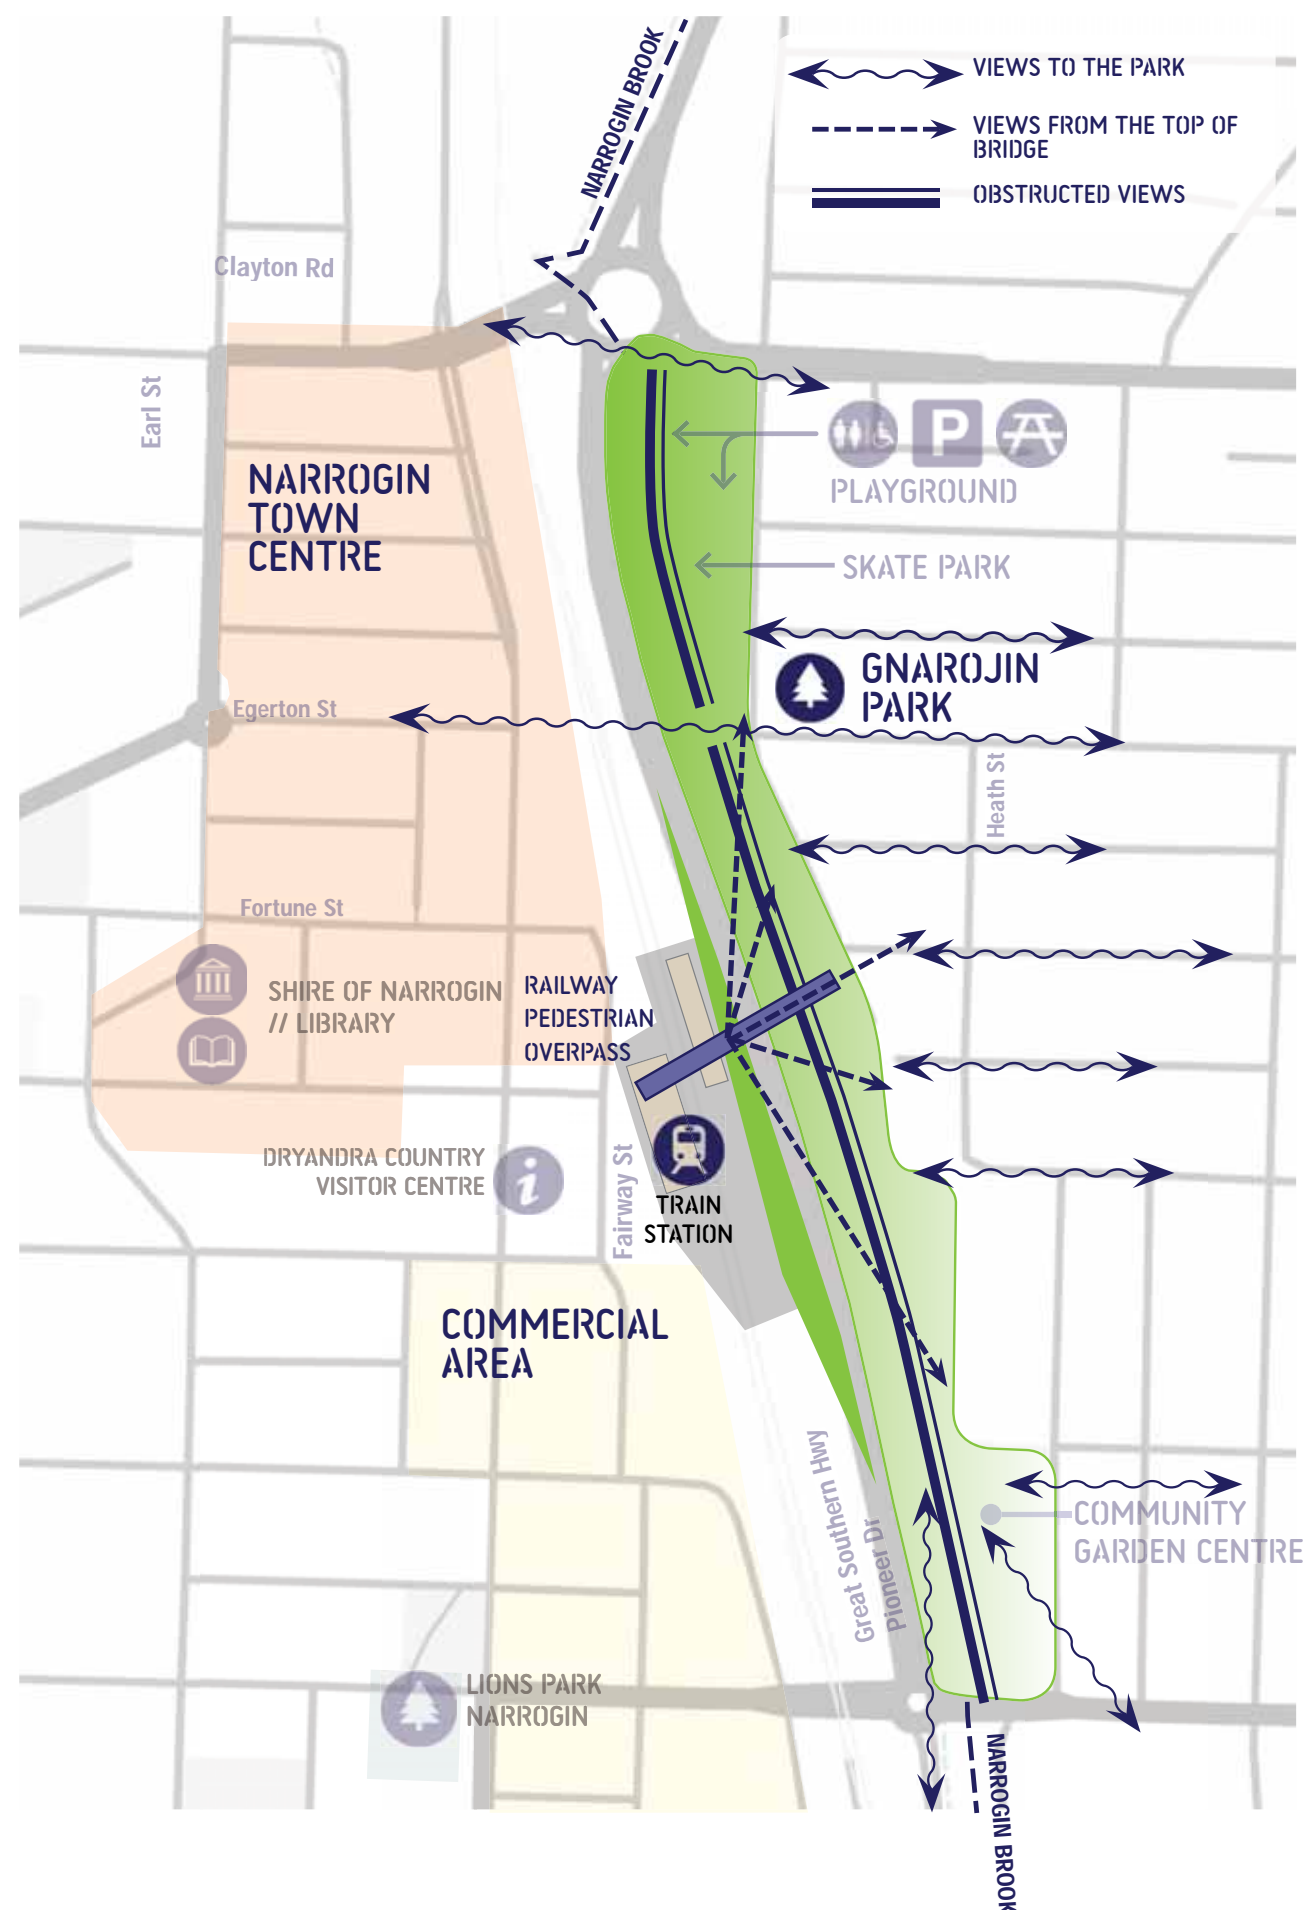 NARROGIN BROOK
VIEWS TO THE PARK
VIEWS FROM THE TOP OF
BRIDGE
OBSTRUCTED VIEWS
Clayton Rd
Earl St
NARROGIN
TOWN
CENTRE
P
PLAYGROUND
SKATE PARK
GNAROJIN
PARK
Egerton St
Heath St
Fortune St
SHIRE OF NARROGIN
// LIBRARY
RAILWAY
PEDESTRIAN
OVERPASS
DRYANDRA COUNTRY
VISITOR CENTRE
i
Fairway St
TRAIN
STATION
COMMERCIAL
AREA
Great Southern Hwy
Pioneer Dr
COMMUNITY
GARDEN CENTRE
LIONS PARK
NARROGIN
NARROGIN BROOK